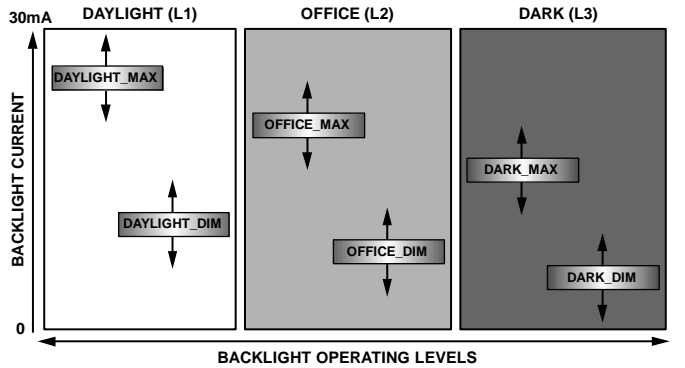 DAYLIGHT (L1) OFFICE (L2) DARK (L3)
30mA
DAYLIGHT_MAX
OFFICE_MAX
DARK_MAX
DAYLIGHT_DIM
OFFICE_DIM
DARK_DIM
BACKLIGHT CURRENT
0
BACKLIGHT OPERATING LEVELS